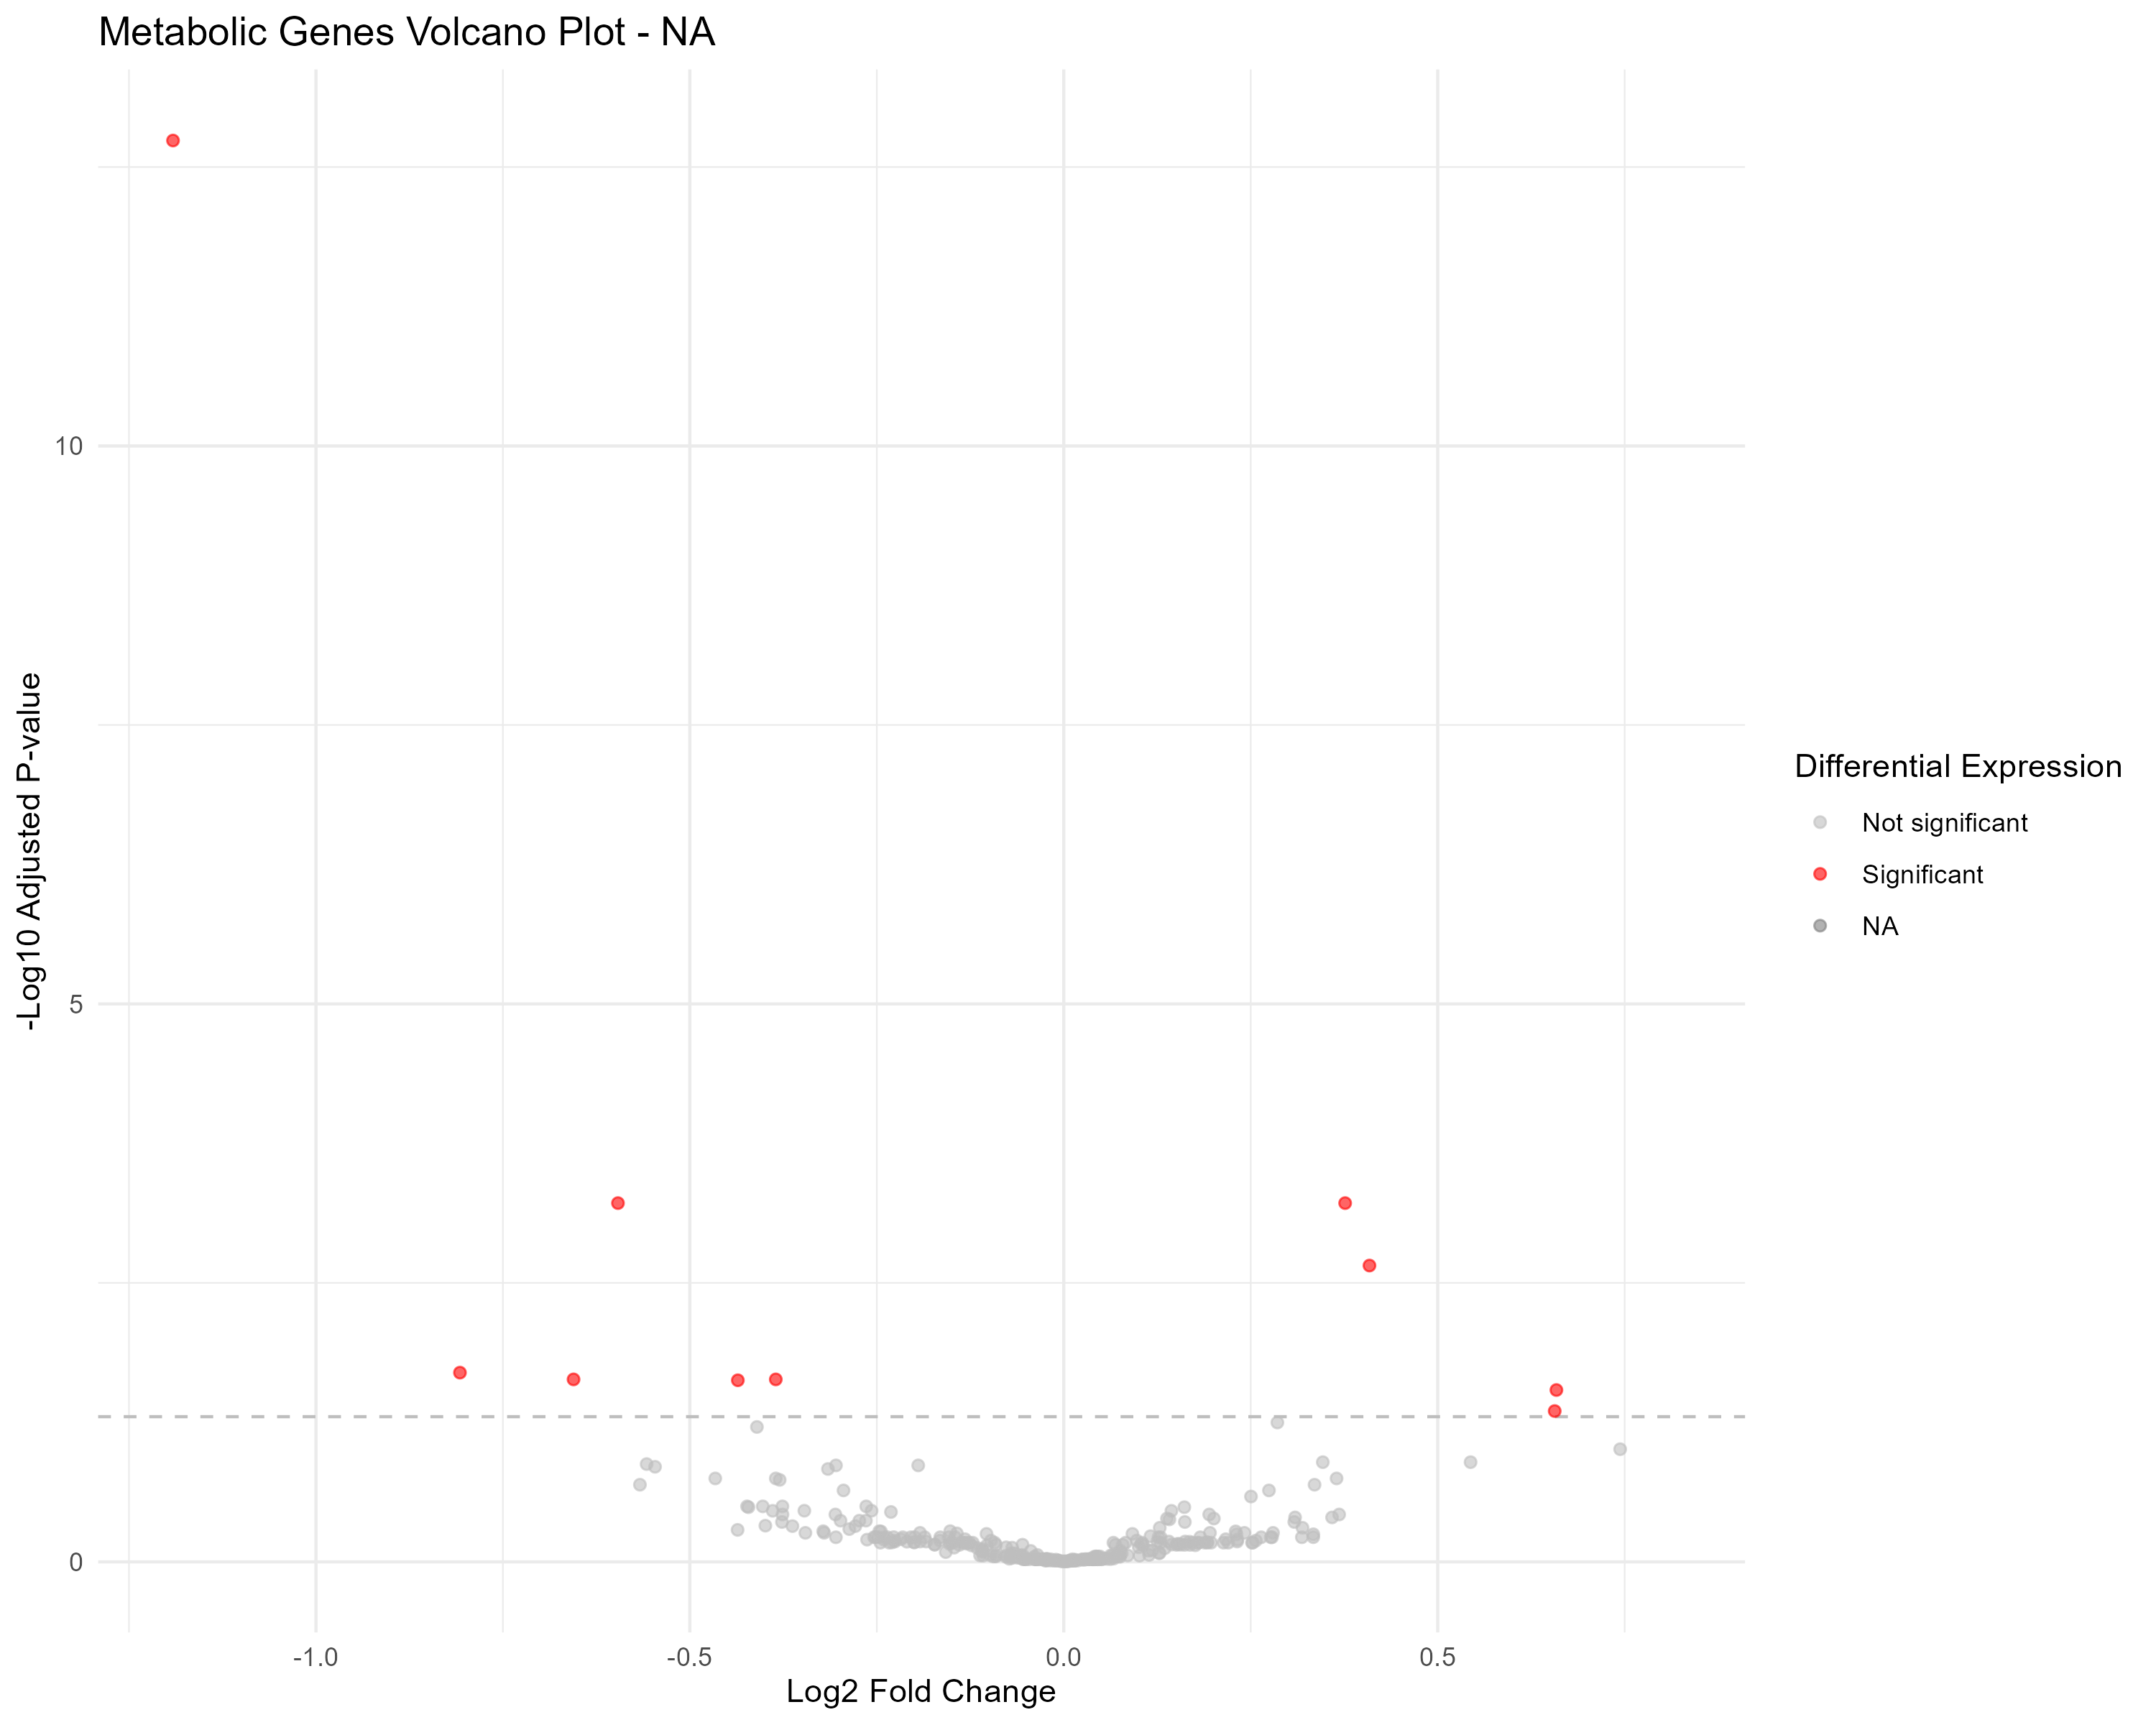 Metabolic Genes Volcano Plot - NA
-Log10 Adjusted P-value
10
5
0
-1.0
-0.5
0.0
0.5
Log2 Fold Change
Differential Expression
Not significant
Significant
NA